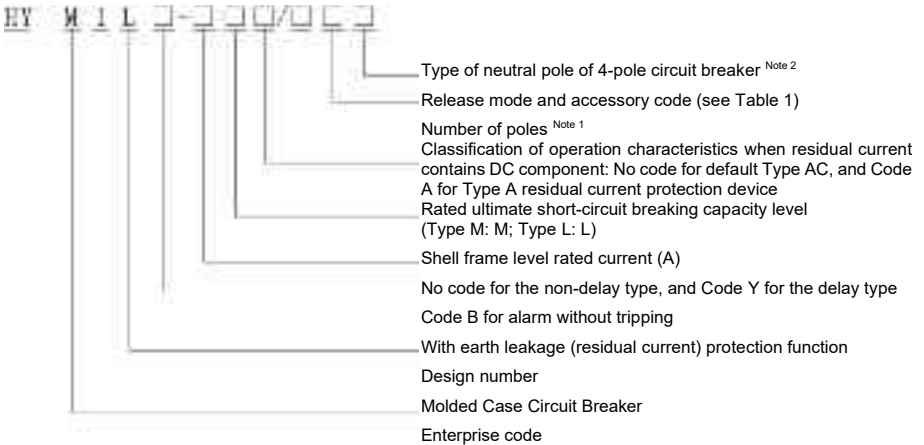 HY M 1 L □-□ □ □/□ □ □
Type of neutral pole of 4-pole circuit breaker Note 2
Release mode and accessory code (see Table 1)
Number of poles Note 1
Classification of operation characteristics when residual current
contains DC component: No code for default Type AC, and Code
A for Type A residual current protection device
Rated ultimate short-circuit breaking capacity level
(Type M: M; Type L: L)
Shell frame level rated current (A)
No code for the non-delay type, and Code Y for the delay type
Code B for alarm without tripping
With earth leakage (residual current) protection function
Design number
Molded Case Circuit Breaker
Enterprise code